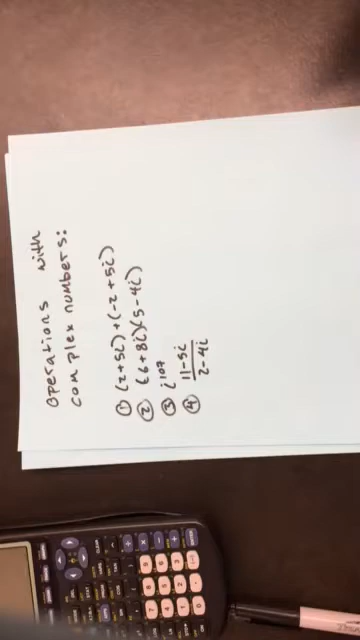 operations with
complex numbers:
① (2+5i)+(-2+5i)
② (6+8i)(5-4i)
③ i¹⁰⁷
④ 11-5i
2-4i